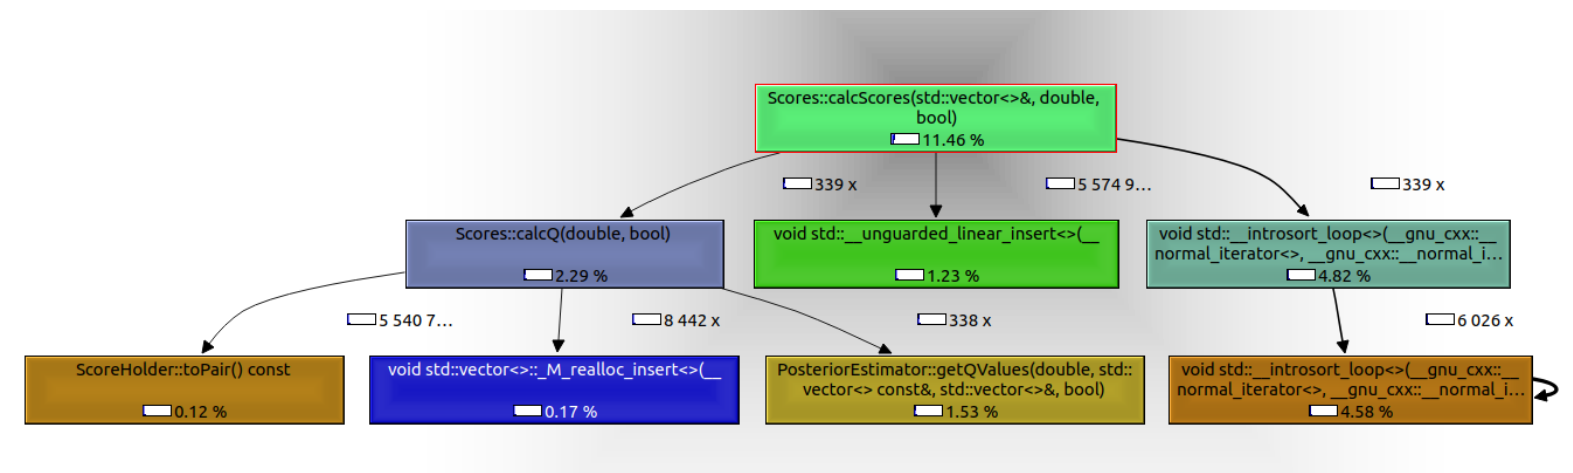 Scores::calcScores(std::vector<>&, double,
bool)
11.46 %
339 x
5 574 9...
339 x
Scores::calcQ(double, bool)
2.29 %
void std::__unguarded_linear_insert<>(__
1.23 %
void std::__introsort_loop<>(__gnu_cxx::__
normal_iterator<>, __gnu_cxx::__normal_i...
4.82 %
5 540 7...
8 442 x
338 x
6 026 x
ScoreHolder::toPair() const
0.12 %
void std::vector<>::_M_realloc_insert<>(__
0.17 %
PosteriorEstimator::getQValues(double, std::
vector<> const&, std::vector<>&, bool)
1.53 %
void std::__introsort_loop<>(__gnu_cxx::__
normal_iterator<>, __gnu_cxx::__normal_i...
4.58 %